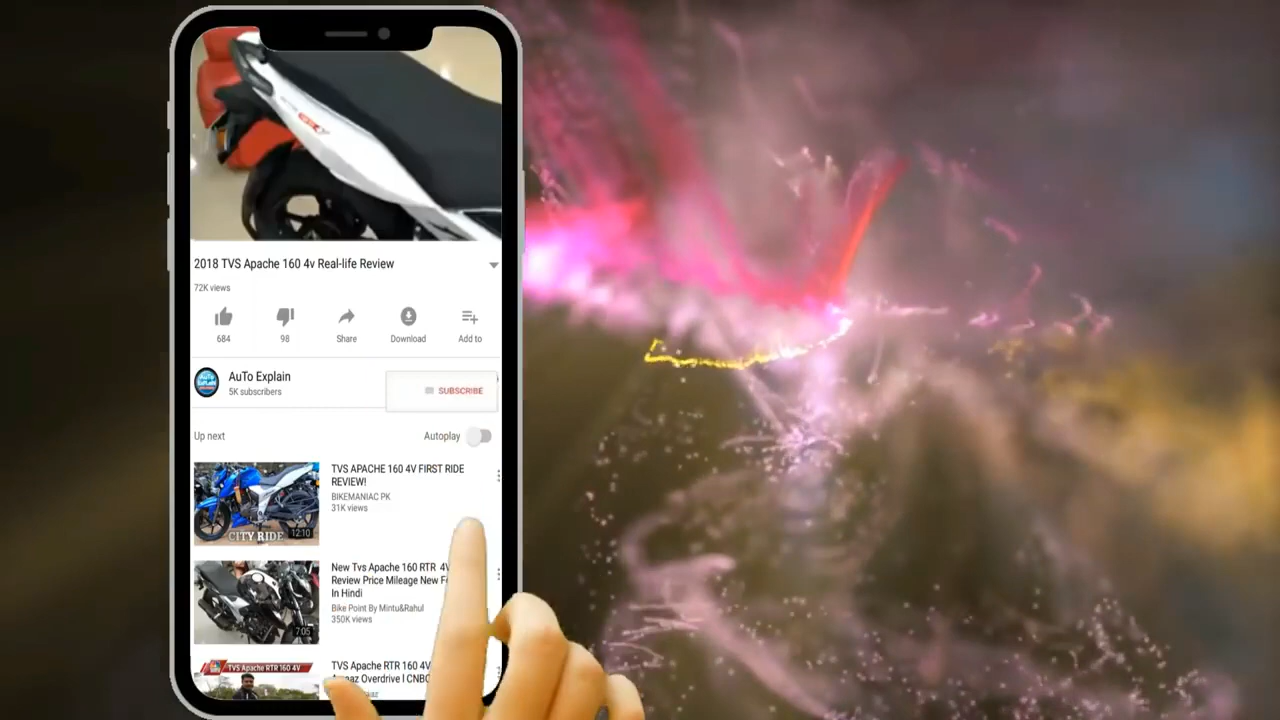 2018 TVS Apache 160 4v Real-life Review
72K views
684
98
Share
Download
Add to
AuTo Explain
5K subscribers
SUBSCRIBE
Up next
Autoplay
TVS APACHE 160 4V FIRST RIDE
REVIEW!
BIKEMANIAC PK
31K views
CITY RIDE
12:10
New Tvs Apache 160 RTR 4V
Review Price Mileage New F
In Hindi
Bike Point By Mintu&Rahul
350K views
7:05
TVS Apache RTR 160 4V
TVS Apache RTR 160 4V
Overdrive l CNBC